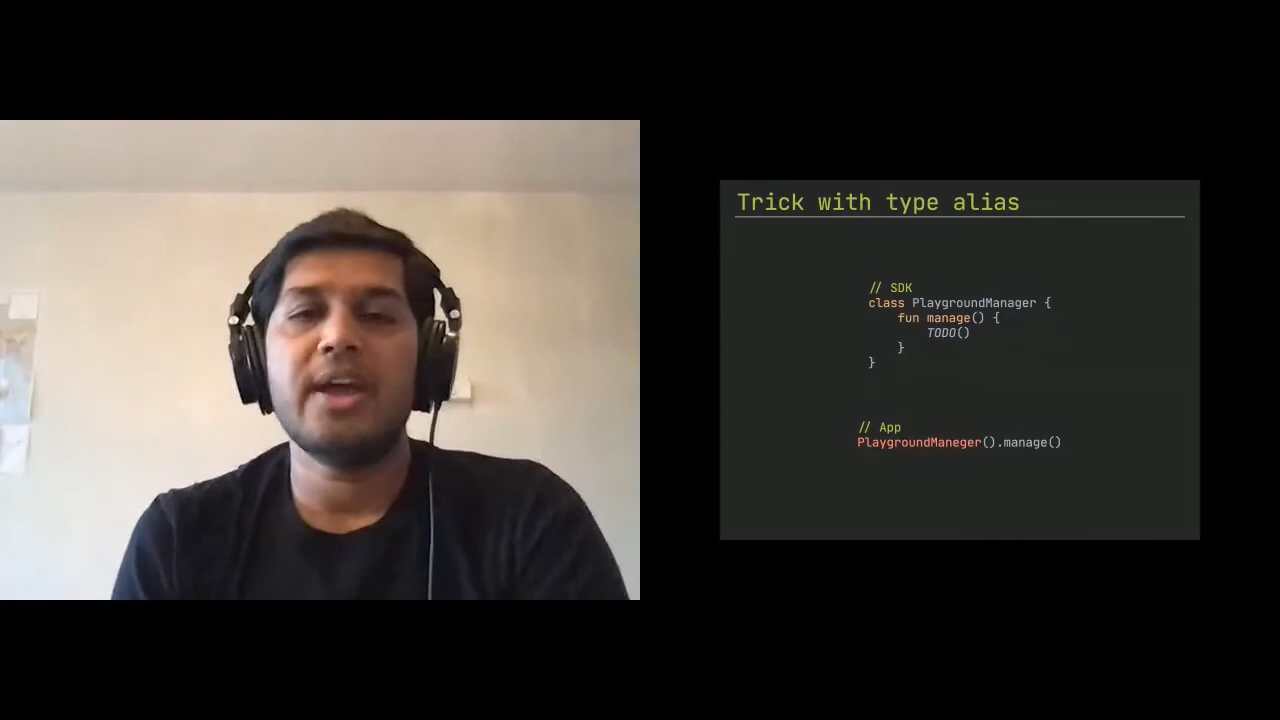 Trick with type alias
// SDK
class PlaygroundManager {
fun manage() {
TODO()
}
}
// App
PlaygroundManeger().manage()